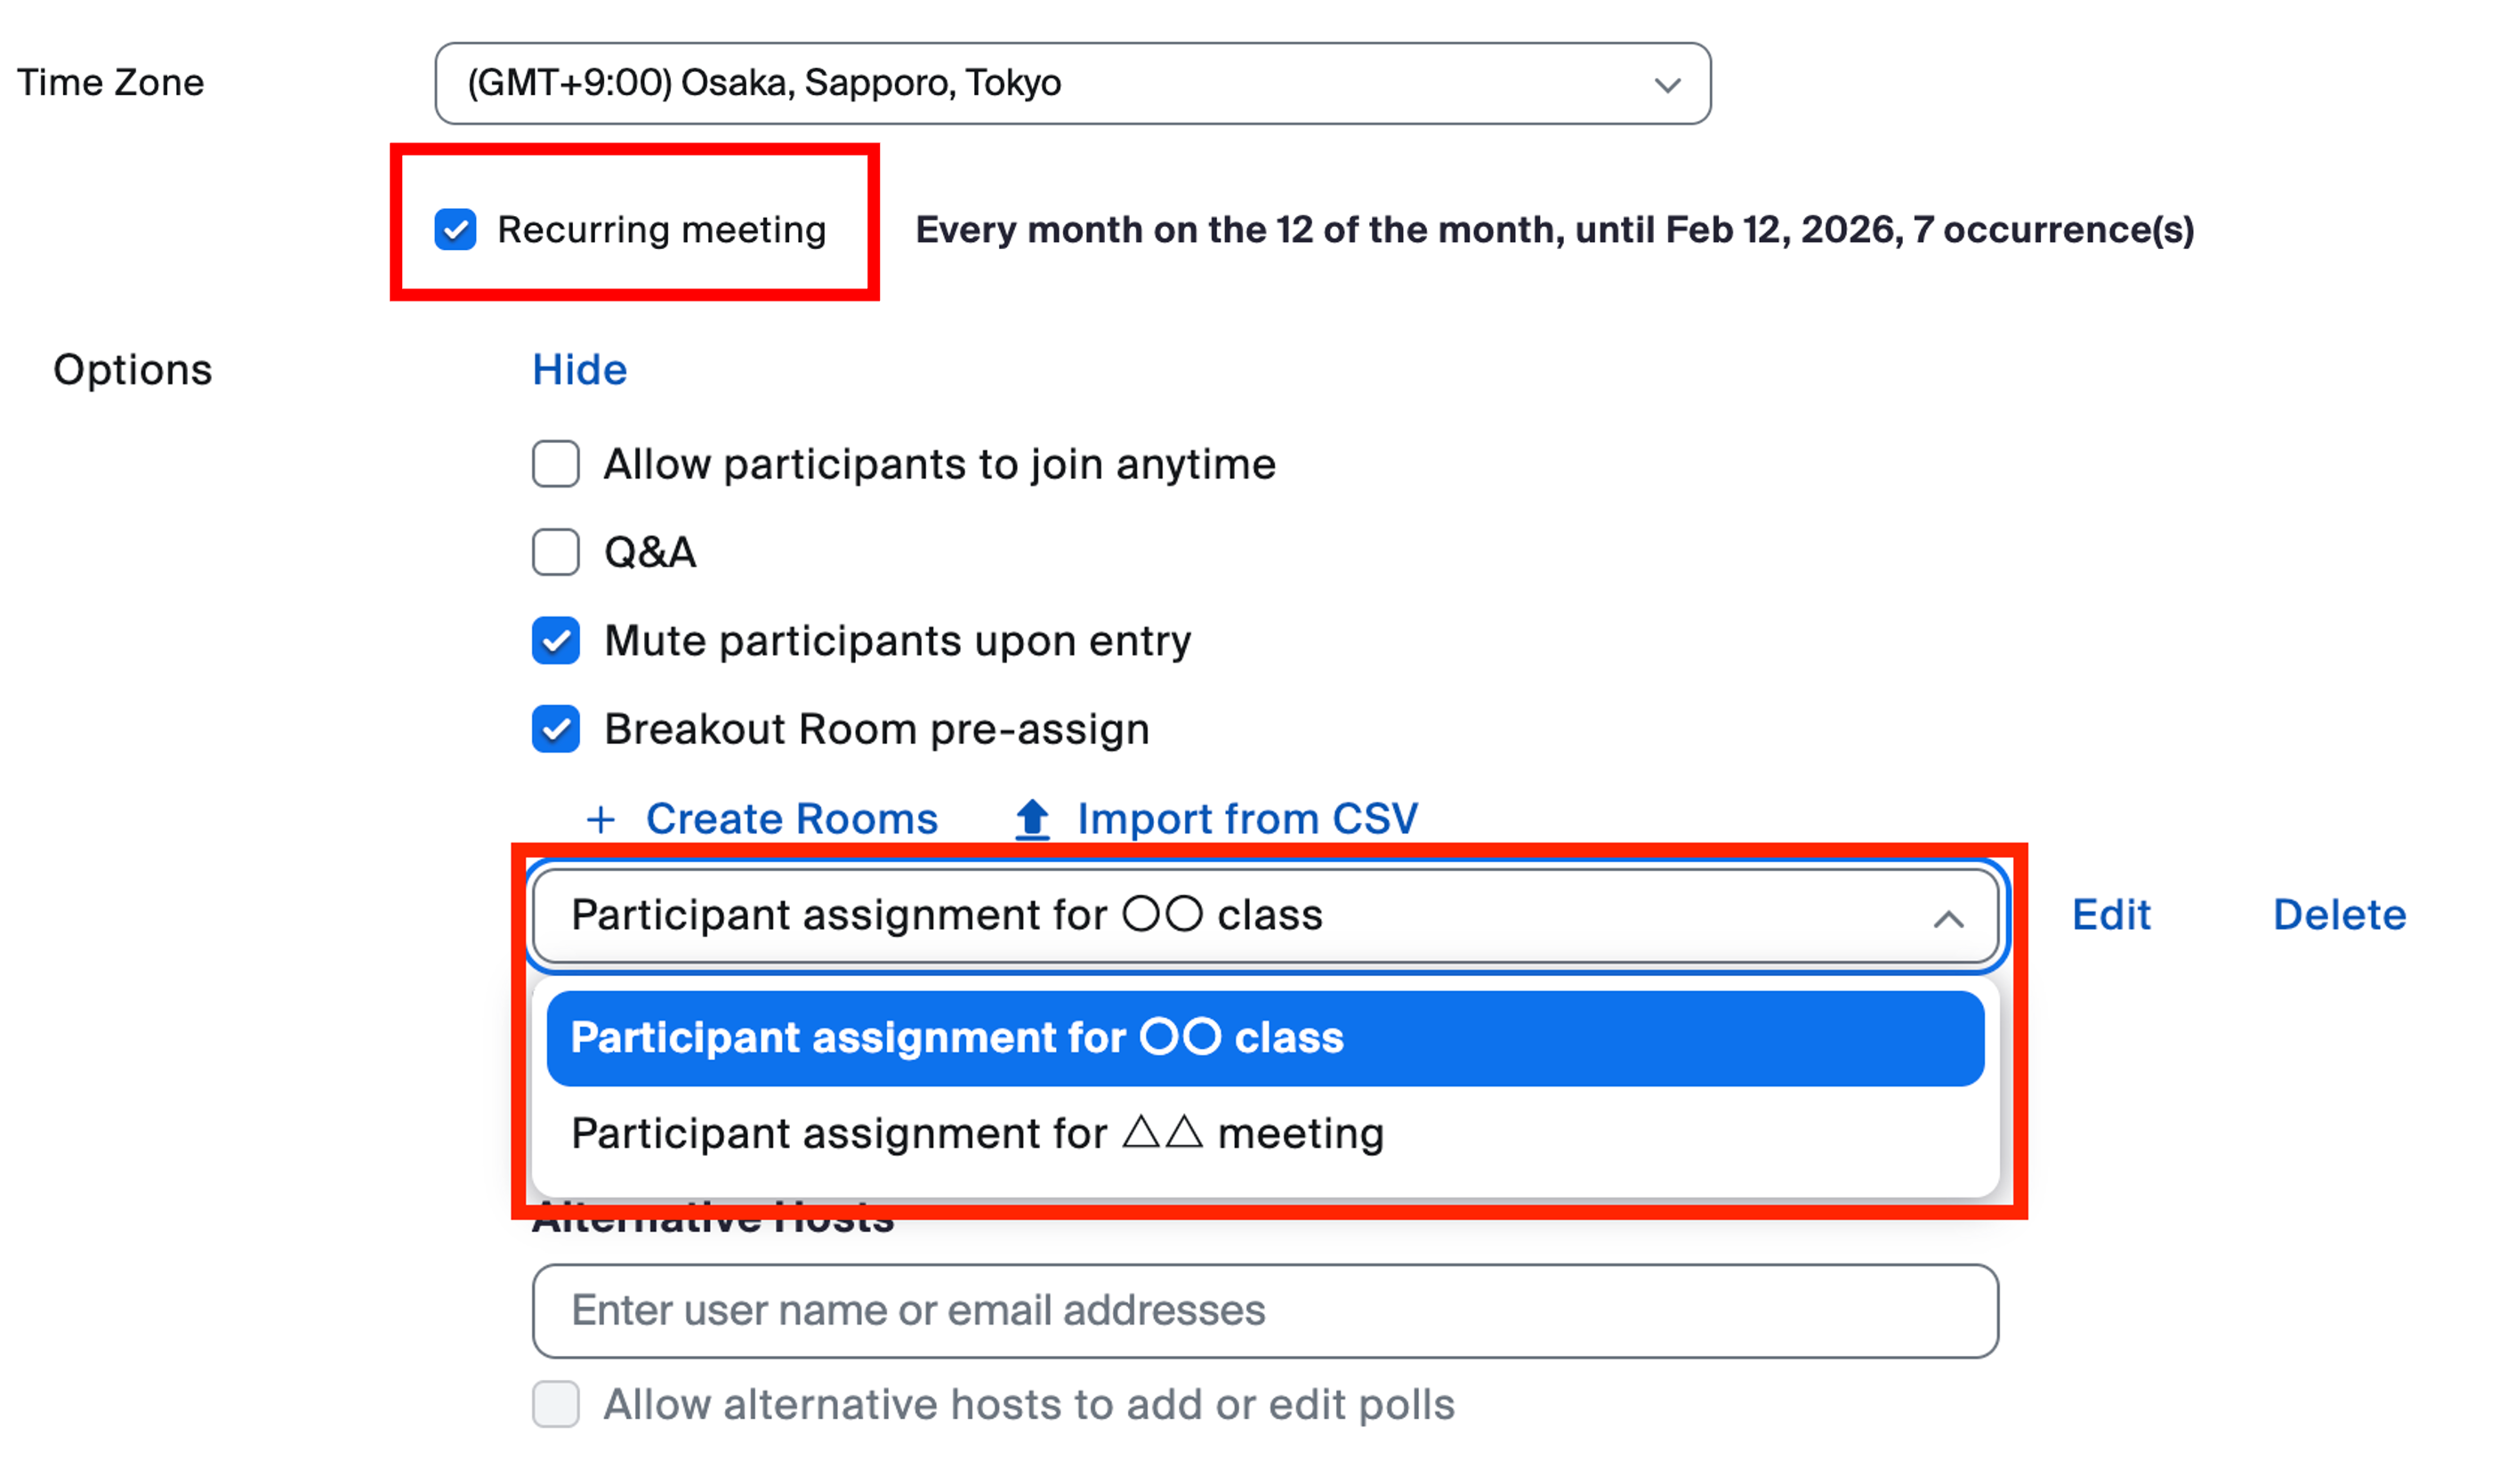 Time Zone
(GMT+9:00) Osaka, Sapporo, Tokyo
Recurring meeting
Every month on the 12 of the month, until Feb 12, 2026, 7 occurrence(s)
Options
Hide
Allow participants to join anytime
Q&A
Mute participants upon entry
Breakout Room pre-assign
+ Create Rooms
Import from CSV
Participant assignment for ○○ class
Edit
Delete
Participant assignment for ○○ class
Participant assignment for △△ meeting
Alternative Hosts
Enter user name or email addresses
Allow alternative hosts to add or edit polls